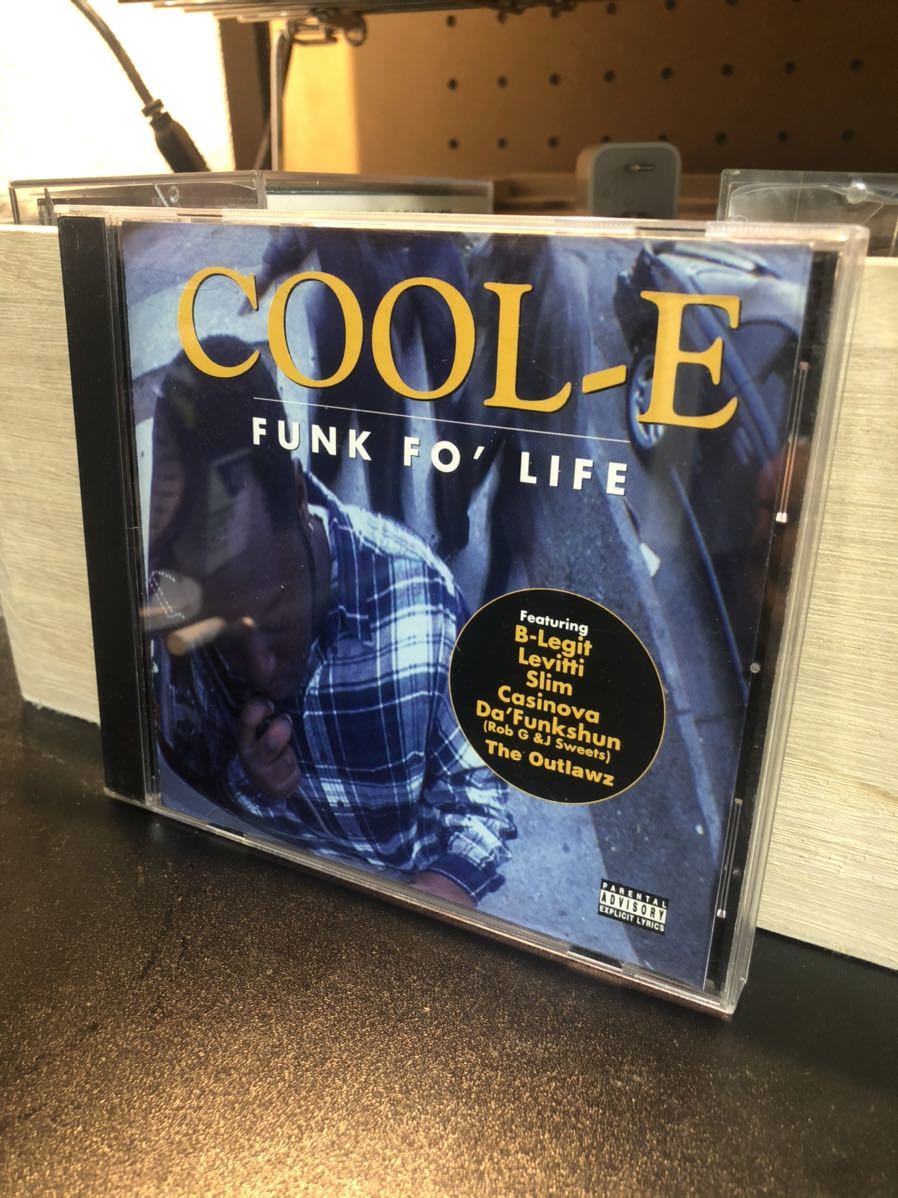 COOL-E
FUNK FO' LIFE
Featuring
B-Legit
Levitti
Slim
Casinova
Da'Funkshun
(Rob G &J Sweets)
The Outlawz
PARENTAL
ADVISORY
EXPLICIT LYRICS